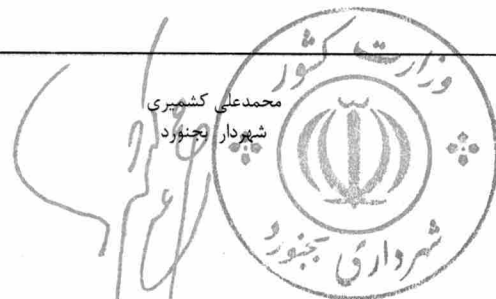 وزارت کشور
محمدعلی کشمیری
شهردار بجنورد
شهرداری بجنورد